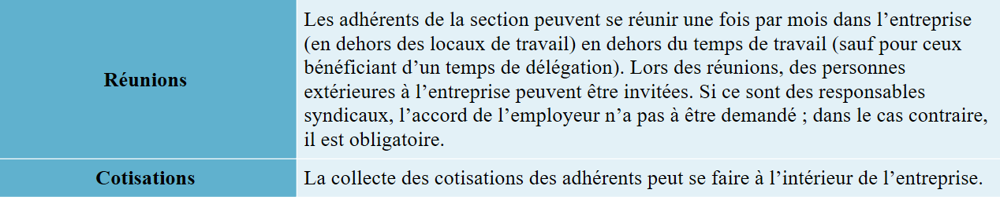 Réunions
Les adhérents de la section peuvent se réunir une fois par mois dans l’entreprise
(en dehors des locaux de travail) en dehors du temps de travail (sauf pour ceux
bénéficiant d’un temps de délégation). Lors des réunions, des personnes
extérieures à l’entreprise peuvent être invitées. Si ce sont des responsables
syndicaux, l’accord de l’employeur n’a pas à être demandé ; dans le cas contraire,
il est obligatoire.
Cotisations
La collecte des cotisations des adhérents peut se faire à l’intérieur de l’entreprise.